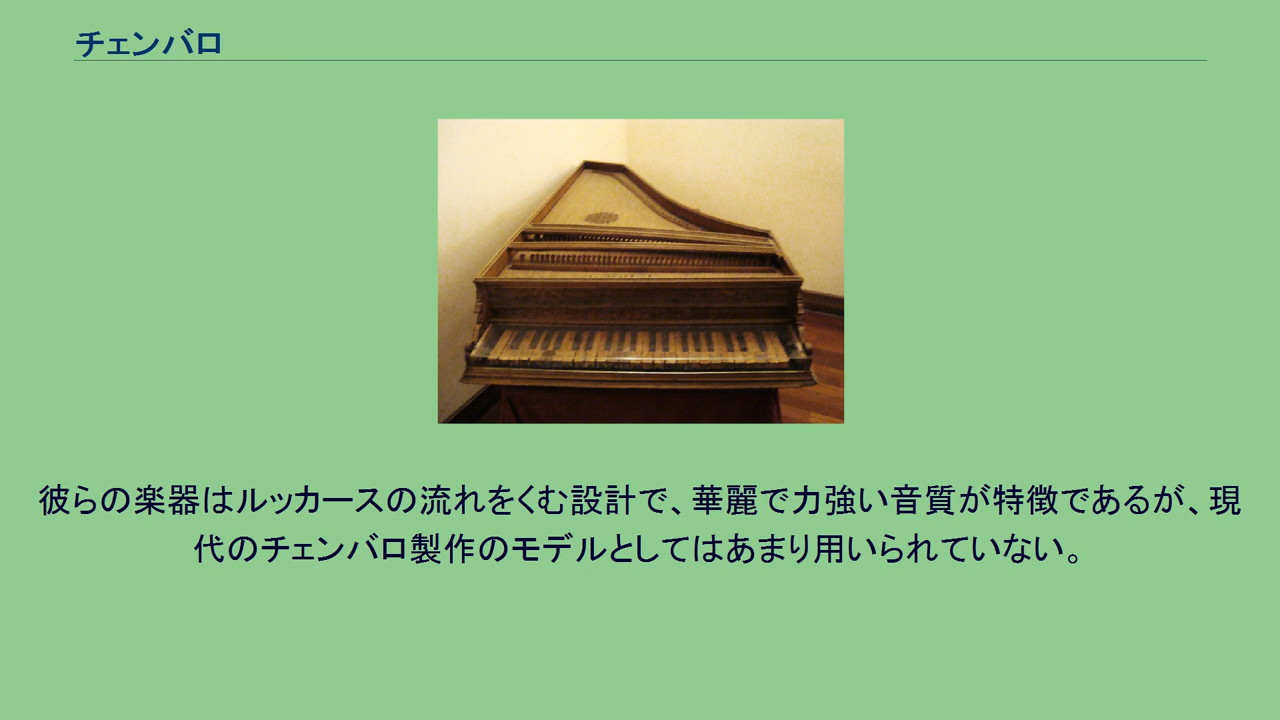 チェンバロ
彼らの楽器はルッカースの流れをくむ設計で、華麗で力強い音質が特徴であるが、現
代のチェンバロ製作のモデルとしてはあまり用いられていない。